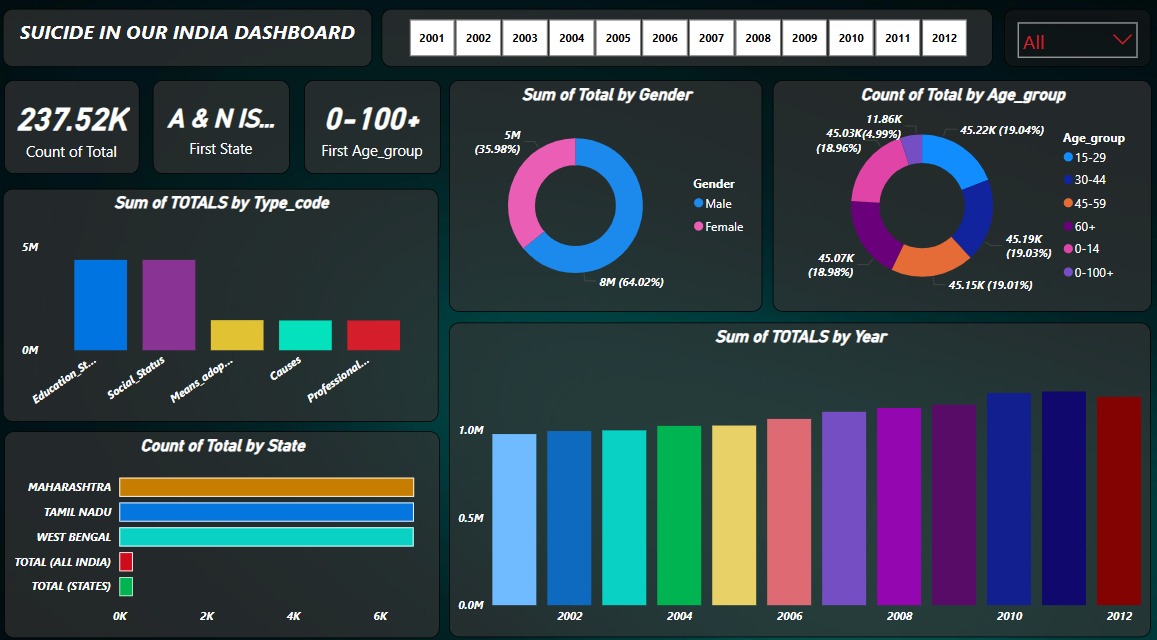 SUICIDE IN OUR INDIA DASHBOARD
2001 2002 2003 2004 2005 2006 2007 2008 2009 2010 2011 2012
All
237.52K
Count of Total
A & N IS...
First State
0-100+
First Age_group
Sum of Total by Gender
5M
(35.98%)
8M (64.02%)
Gender
Male
Female
Count of Total by Age_group
11.86K
(4.99%)
45.03K
(18.96%)
45.22K (19.04%)
45.19K
(19.03%)
45.07K
(18.98%)
45.15K (19.01%)
Age_group
15-29
30-44
45-59
60+
0-14
0-100+
Sum of TOTALS by Type_code
5M
0M
Education_St...
Social_Status
Means_adop...
Causes
Professional...
Count of Total by State
MAHARASHTRA
TAMIL NADU
WEST BENGAL
TOTAL (ALL INDIA)
TOTAL (STATES)
0K 2K 4K 6K
Sum of TOTALS by Year
1.0M
0.5M
0.0M
2002 2004 2006 2008 2010 2012